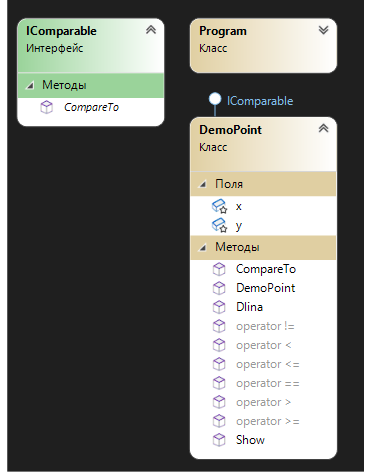 IComparable
Интерфейс
Методы
CompareTo
Program
Класс
IComparable
DemoPoint
Класс
Поля
x
y
Методы
CompareTo
DemoPoint
Dlina
operator !=
operator <
operator <=
operator ==
operator >
operator >=
Show